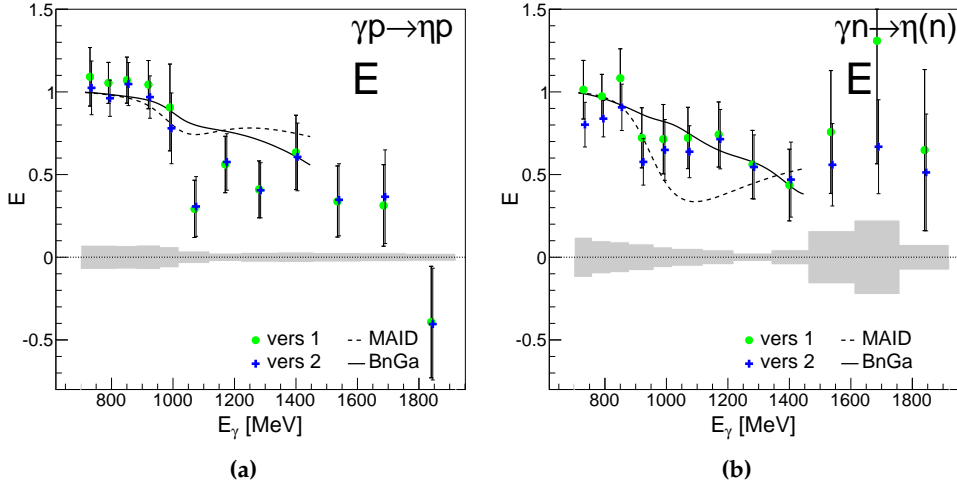 γp→ηp
E
1.5
1
0.5
0
-0.5
E
vers 1
MAID
vers 2
BnGa
800 1000 1200 1400 1600 1800
Eγ [MeV]
(a)
γn→η(n)
E
1.5
1
0.5
0
-0.5
E
vers 1
MAID
vers 2
BnGa
800 1000 1200 1400 1600 1800
Eγ [MeV]
(b)